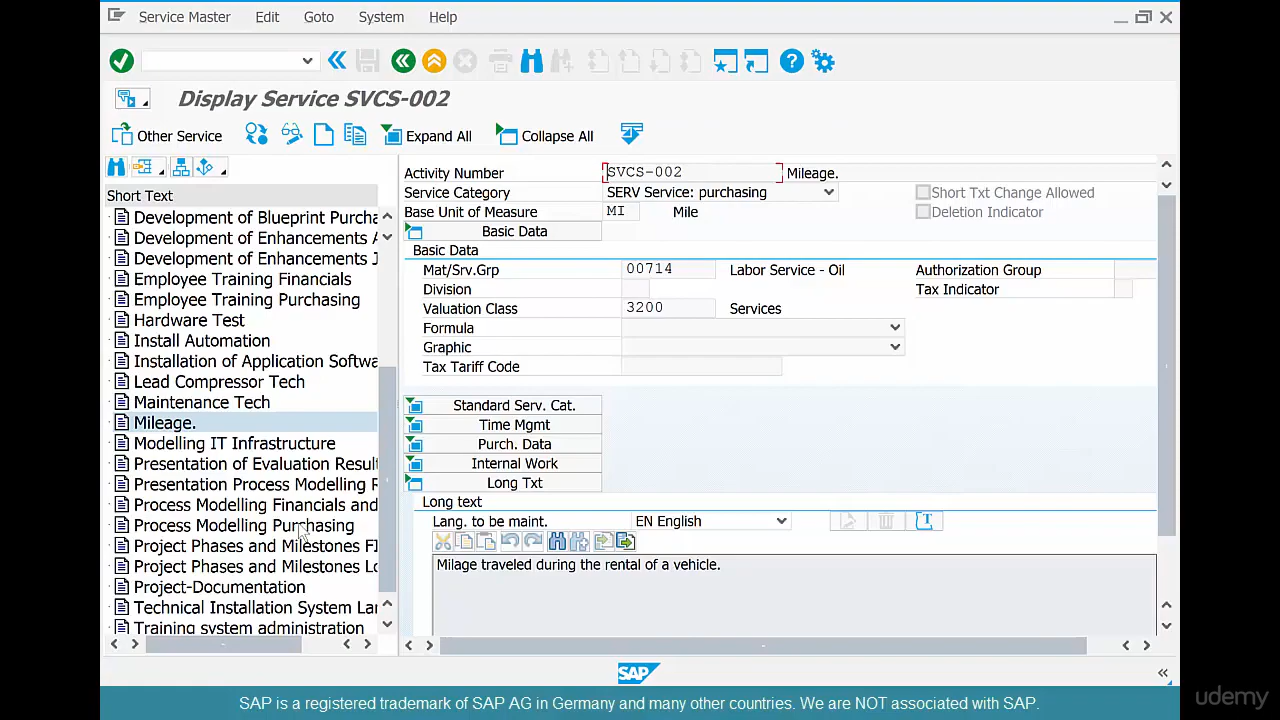 Service Master Edit Goto System Help
Display Service SVCS-002
Other Service Expand All Collapse All
Short Text
Development of Blueprint Purcha
Development of Enhancements A
Development of Enhancements J
Employee Training Financials
Employee Training Purchasing
Hardware Test
Install Automation
Installation of Application Softwa
Lead Compressor Tech
Maintenance Tech
Mileage.
Modelling IT Infrastructure
Presentation of Evaluation Result
Presentation Process Modelling R
Process Modelling Financials and
Process Modelling Purchasing
Project Phases and Milestones FI
Project Phases and Milestones Lo
Project-Documentation
Technical Installation System Lan
Training system administration
Activity Number SVCS-002 Mileage.
Service Category SERV Service: purchasing Short Txt Change Allowed
Base Unit of Measure MI Mile Deletion Indicator
Basic Data
Basic Data
Mat/Srv.Grp 00714 Labor Service - Oil Authorization Group
Division Tax Indicator
Valuation Class 3200 Services
Formula
Graphic
Tax Tariff Code
Standard Serv. Cat.
Time Mgmt
Purch. Data
Internal Work
Long Txt
Long text
Lang. to be maint. EN English
Milage traveled during the rental of a vehicle.
SAP
SAP is a registered trademark of SAP AG in Germany and many other countries. We are NOT associated with SAP.
udemy